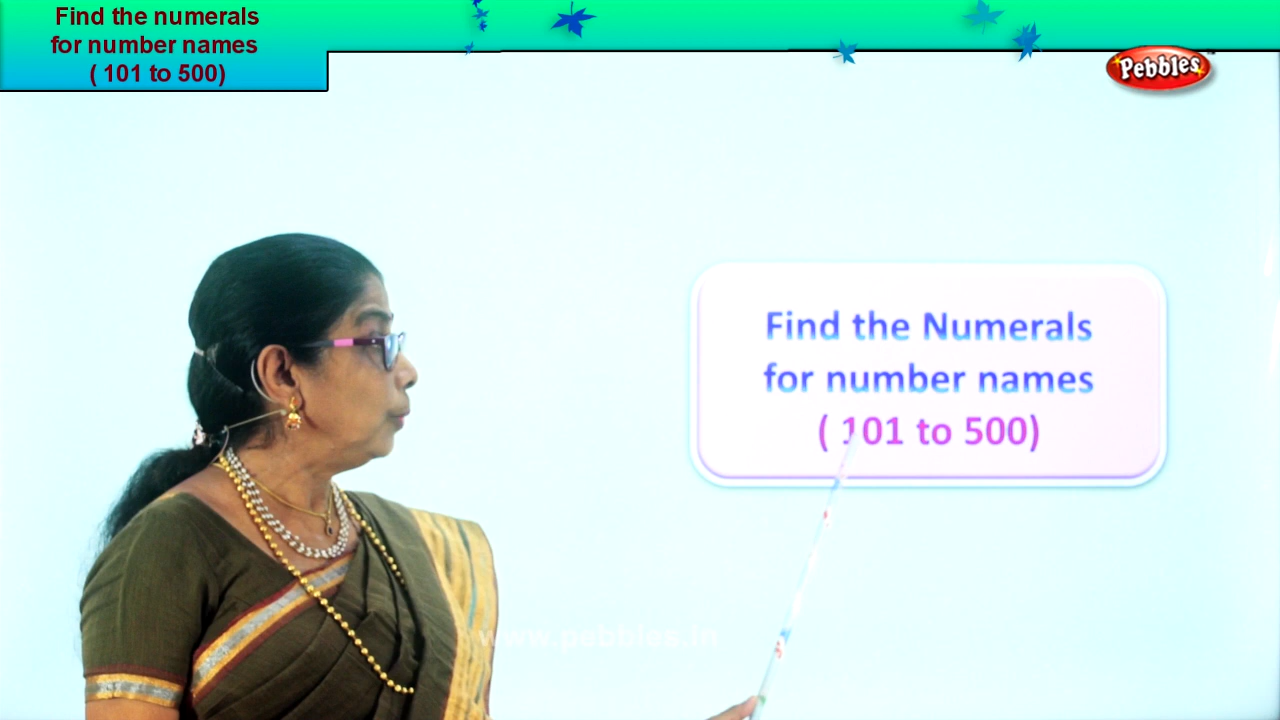 Find the numerals
for number names
( 101 to 500)
Pebbles
Find the Numerals
for number names
( 101 to 500)
www.pebbles.in